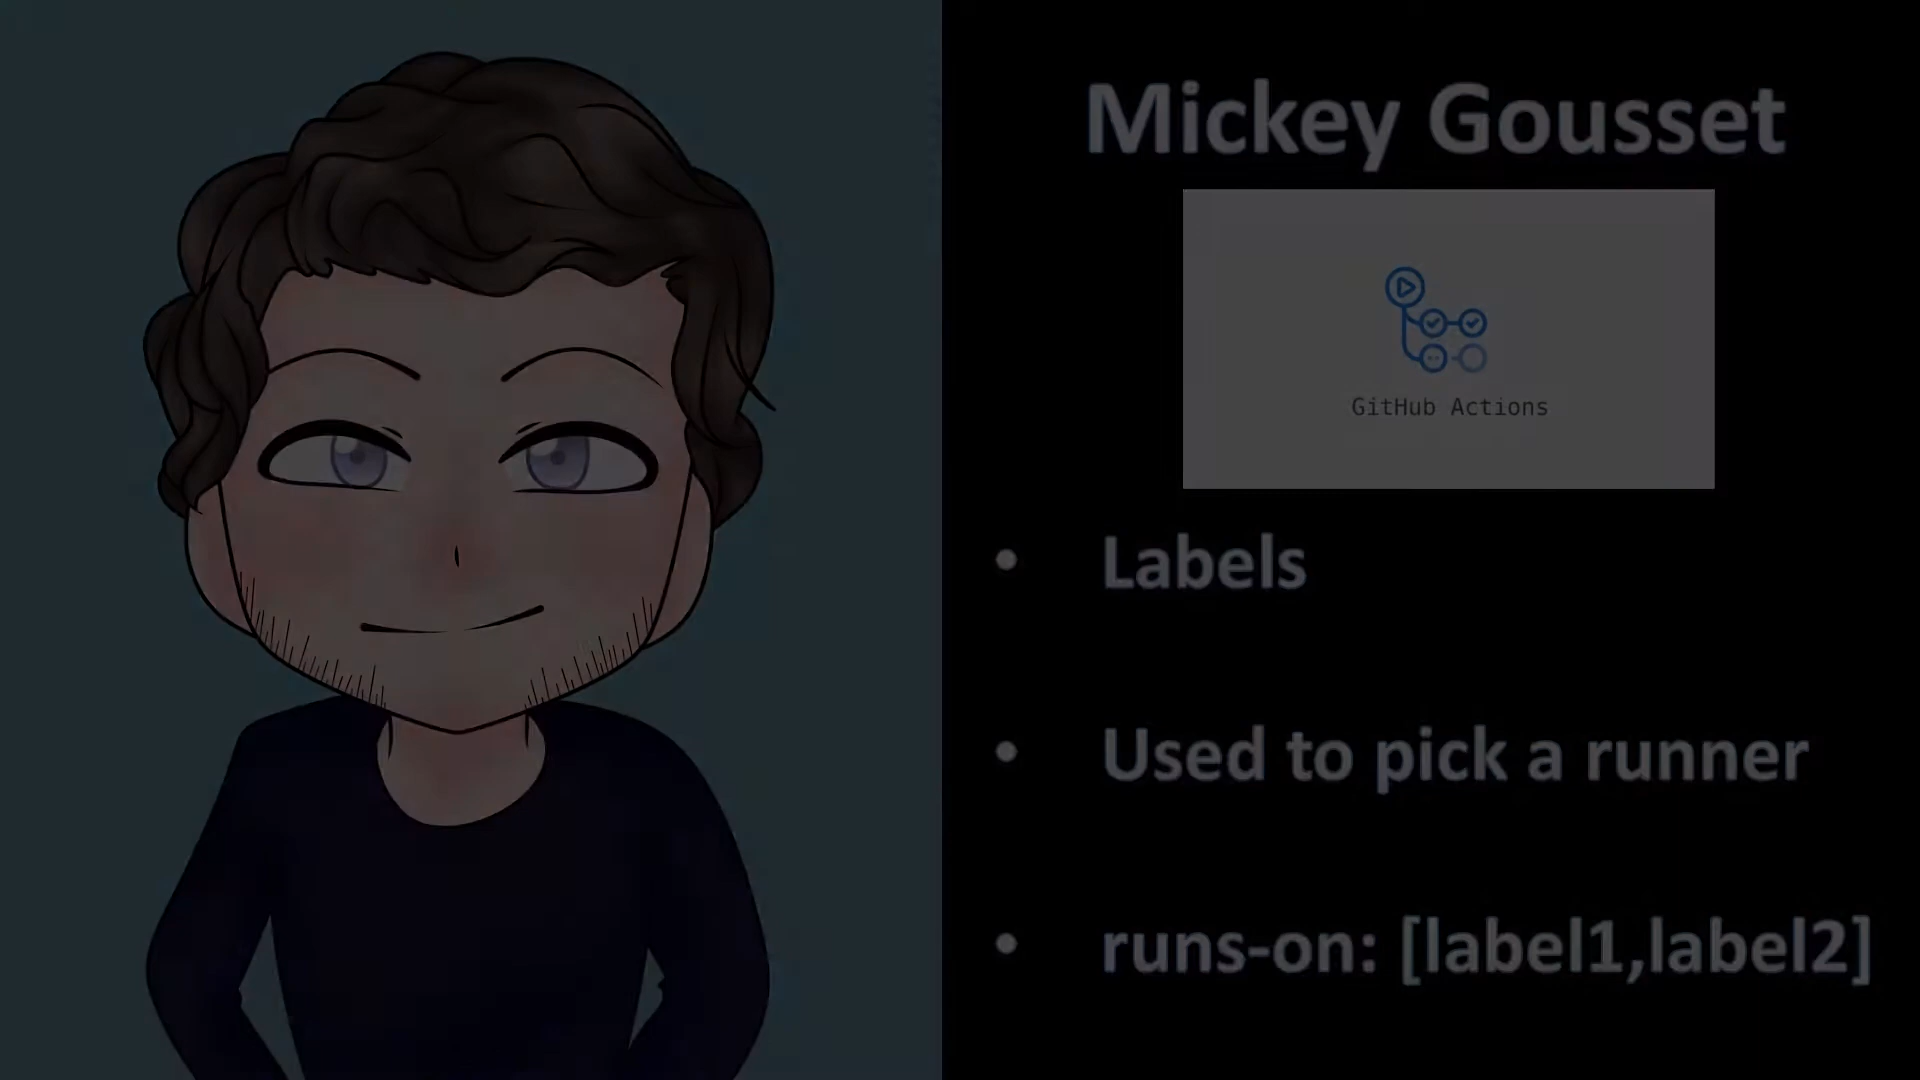 Mickey Gousset
GitHub Actions
• Labels
• Used to pick a runner
• runs-on: [label1,label2]